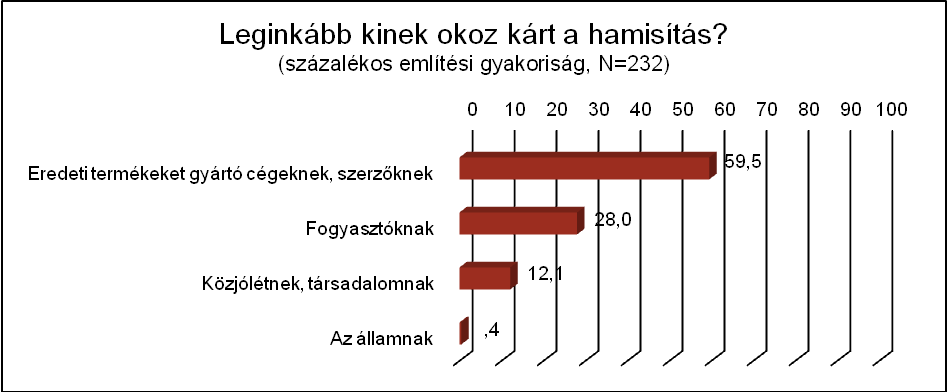 Leginkább kinek okoz kárt a hamisítás?
(százalékos említési gyakoriság, N=232)
0 10 20 30 40 50 60 70 80 90 100
Eredeti termékeket gyártó cégeknek, szerzőknek 59,5
Fogyasztóknak 28,0
Közjólétnek, társadalomnak 12,1
Az államnak ,4